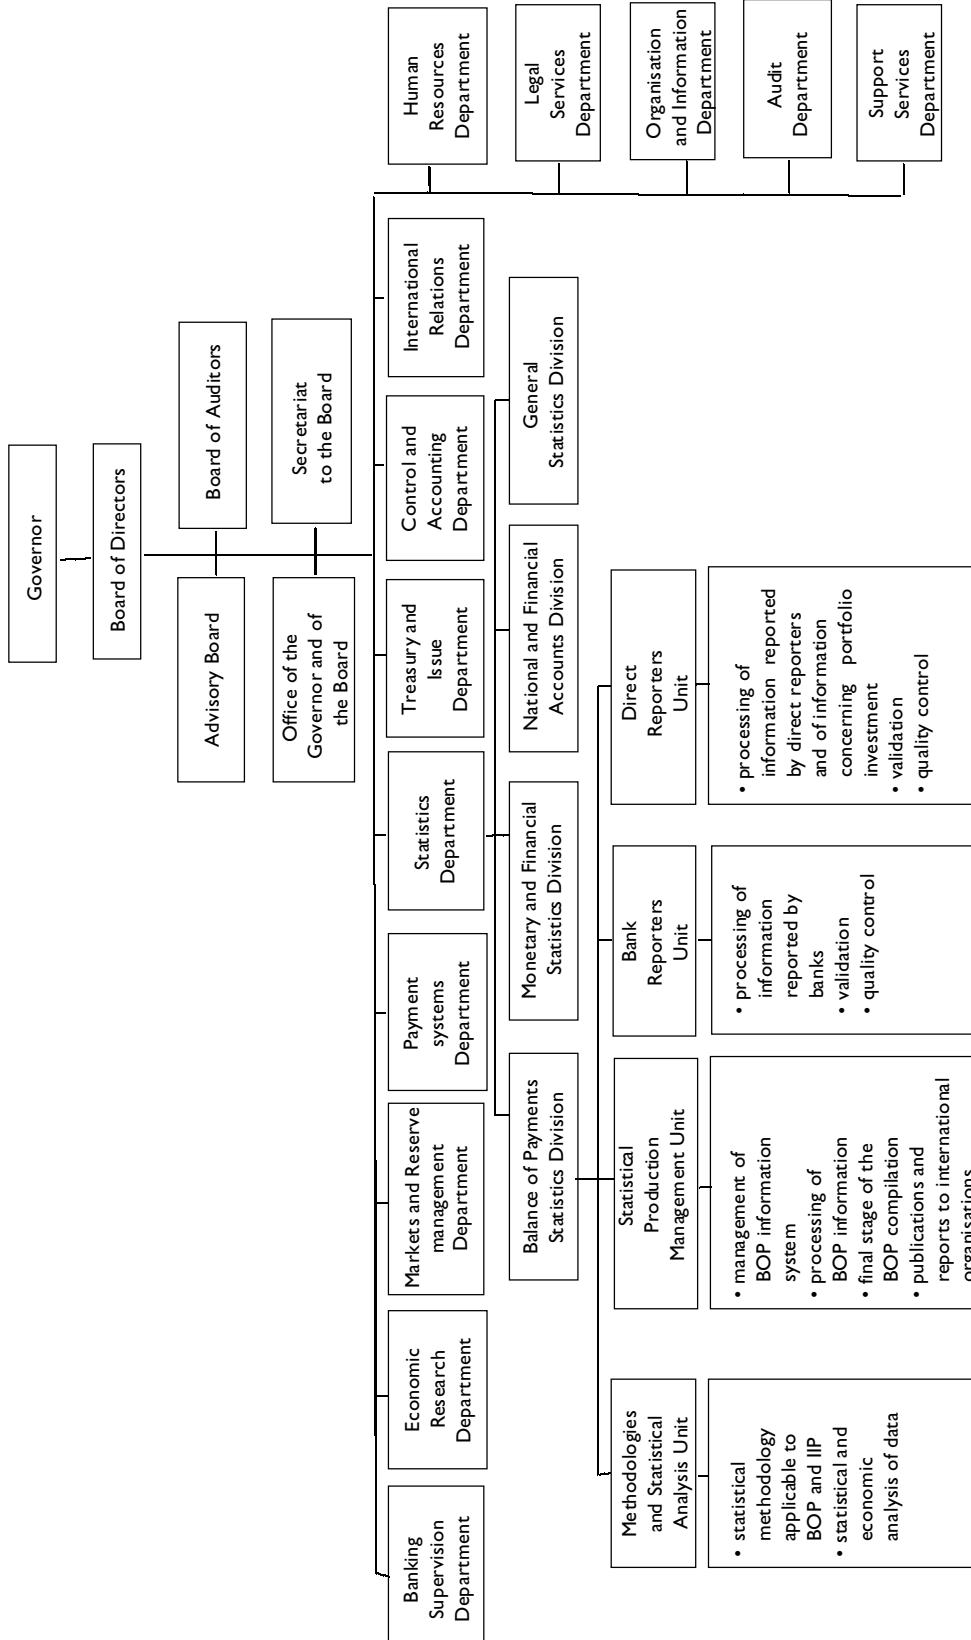 Governor
Board of Directors
Advisory Board
Board of Auditors
Office of the
Governor and of
the Board
Secretariat
to the Board
Banking
Supervision
Department
Economic
Research
Department
Markets and Reserve
management
Department
Payment
systems
Department
Statistics
Department
Treasury and
Issue
Department
Control and
Accounting
Department
International
Relations
Department
Human
Resources
Department
Legal
Services
Department
Organisation
and Information
Department
Audit
Department
Support
Services
Department
Balance of Payments
Statistics Division
Monetary and Financial
Statistics Division
National and Financial
Accounts Division
General
Statistics Division
Methodologies
and Statistical
Analysis Unit
Statistical
Production
Management Unit
Bank
Reporters
Unit
Direct
Reporters
Unit
• statistical
methodology
applicable to
BOP and IIP
• statistical and
economic
analysis of data
• management of
BOP information
system
• processing of
BOP information
• final stage of the
BOP compilation
• publications and
reports to international
organisations
• processing of
information
reported by
banks
• validation
• quality control
• processing of
information reported
by direct reporters
and of information
concerning portfolio
investment
• validation
• quality control